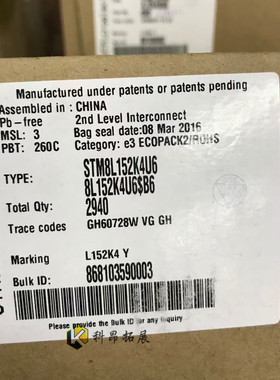 Manufactured under patents or patents pending
Assembled in : CHINA
Pb-free 2nd Level Interconnect
MSL: 3 Bag seal date:08 Mar 2016
PBT: 260C Category: e3 ECOPACK2/ROHS
TYPE: STM8L152K4U6
8L152K4U6$B6
Total Qty: 2940
Trace codes GH60728W VG GH
Marking L152K4 Y
Bulk ID: 868103590003
Please provide the Bulk ID for any inquiry
科昂拓展